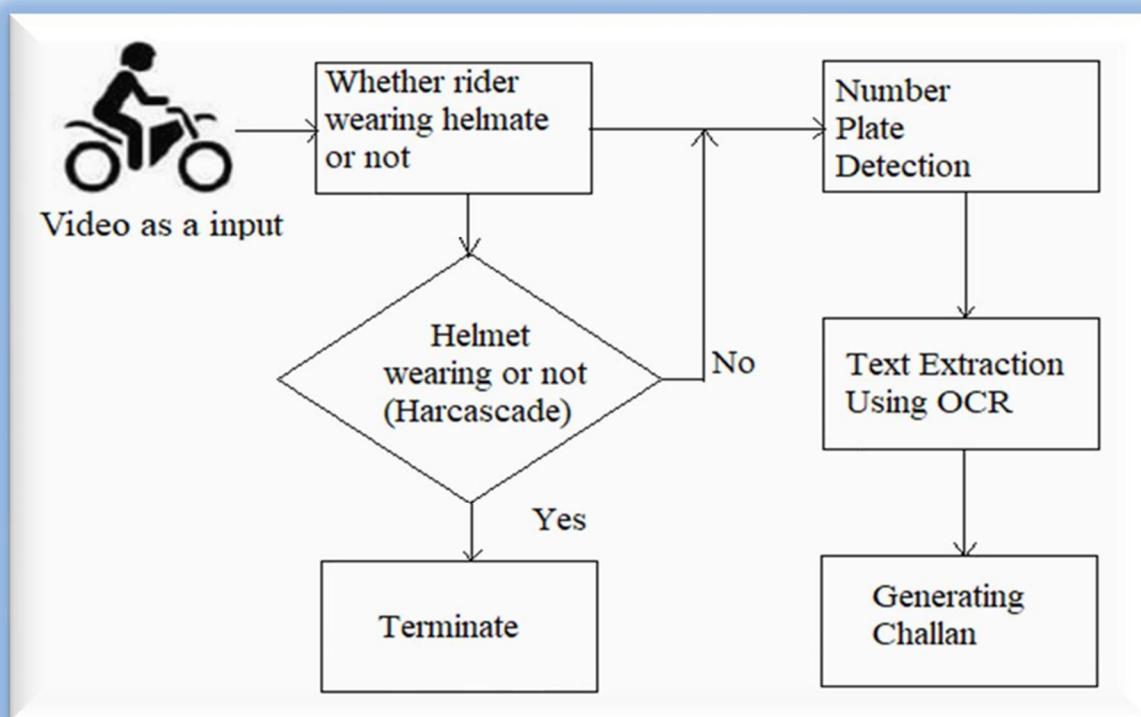 Video as a input
Whether rider
wearing helmate
or not
Helmet
wearing or not
(Harcascade)
No
Yes
Terminate
Number
Plate
Detection
Text Extraction
Using OCR
Generating
Challan